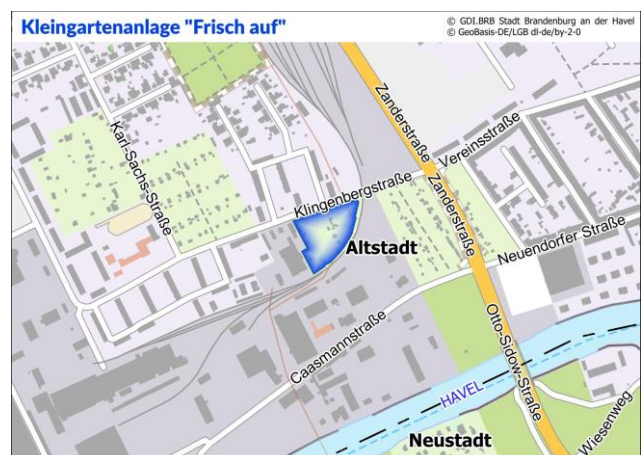 Kleingartenanlage "Frisch auf"
© GDI.BRB Stadt Brandenburg an der Havel
© GeoBasis-DE/LGB dl-de/by-2-0
Karl-Sachs-Straße
Zanderstraße
Vereinsstraße
Klingenbergstraße
Zanderstraße
Altstadt
Neuendorfer Straße
Caasmannstraße
Otto-Sidow-Straße
HAVEL
Neustadt
Wiesenweg